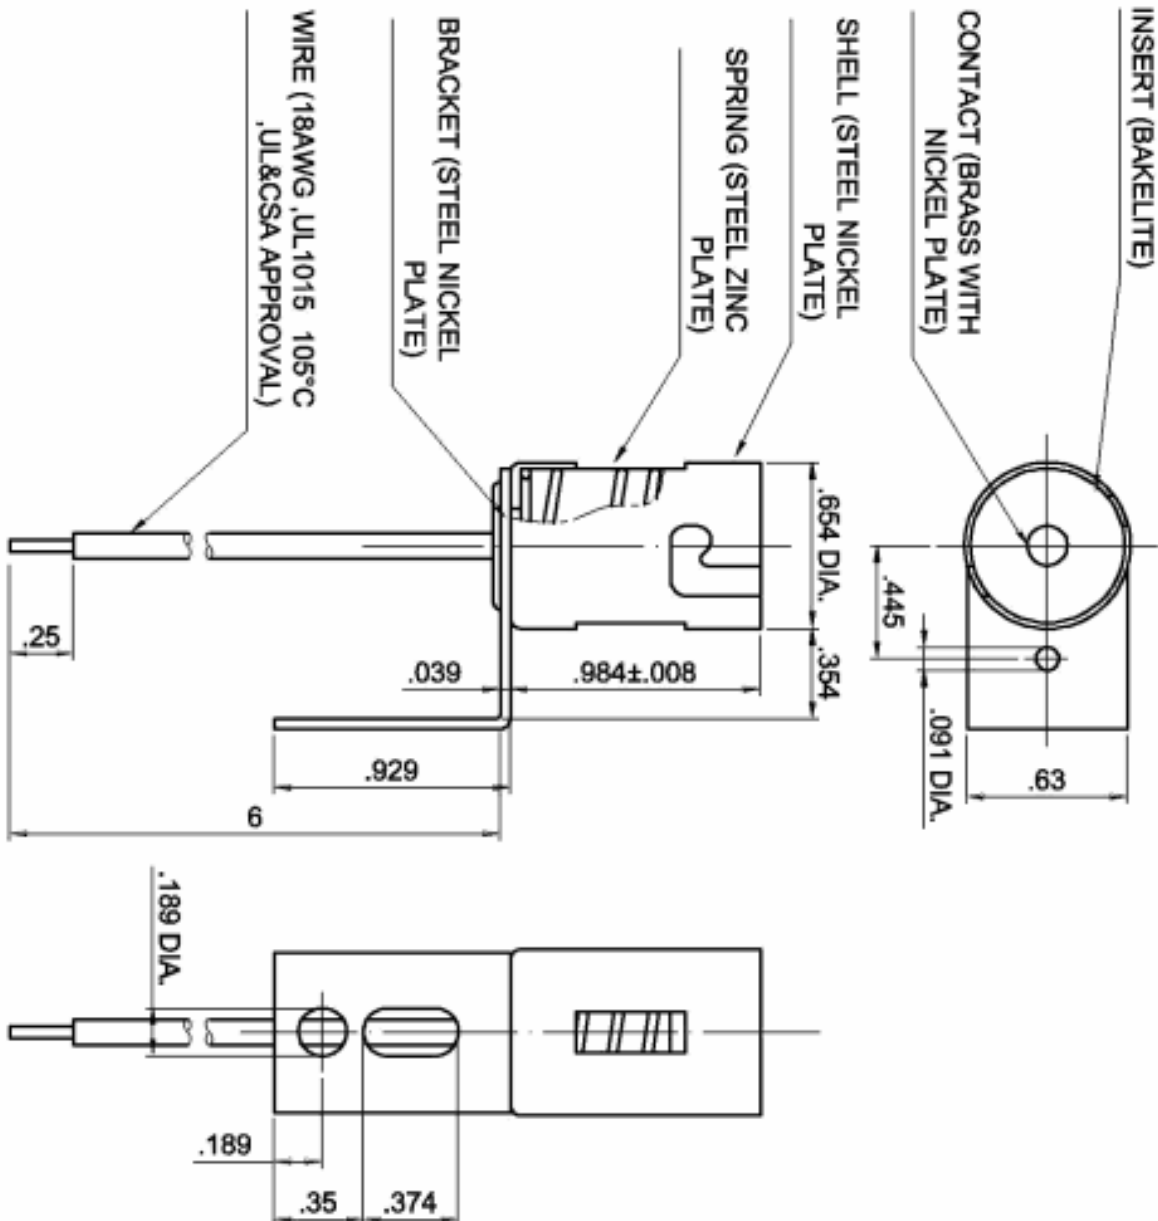 INSERT (BAKELITE)
CONTACT (BRASS WITH
NICKEL PLATE)
SHELL (STEEL NICKEL
PLATE)
SPRING (STEEL ZINC
PLATE)
BRACKET (STEEL NICKEL
PLATE)
WIRE (18AWG ,UL1015 105°C
,UL&CSA APPROVAL)
.654 DIA.
.445
.354
.25
.039
.984±.008
.091 DIA.
.63
.929
6
.189 DIA.
.189
.35
.374